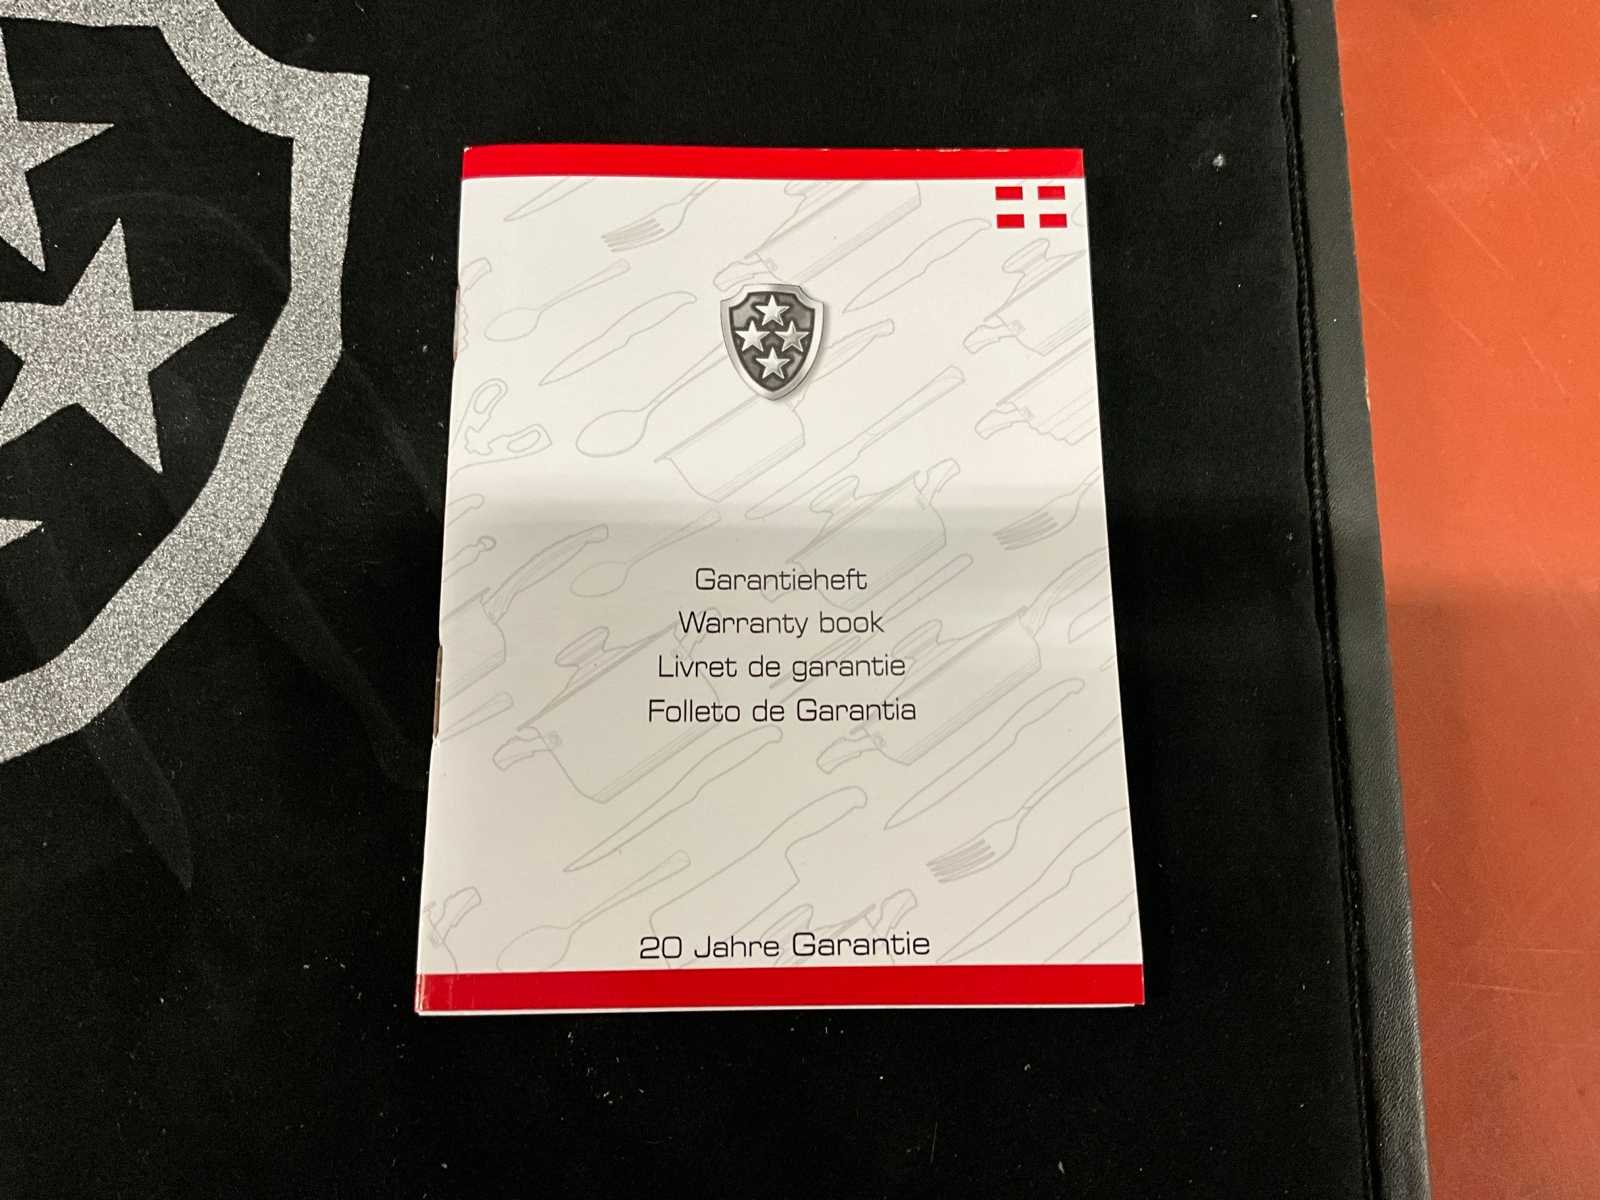 Garantieheft
Warranty book
Livret de garantie
Folleto de Garantia
20 Jahre Garantie